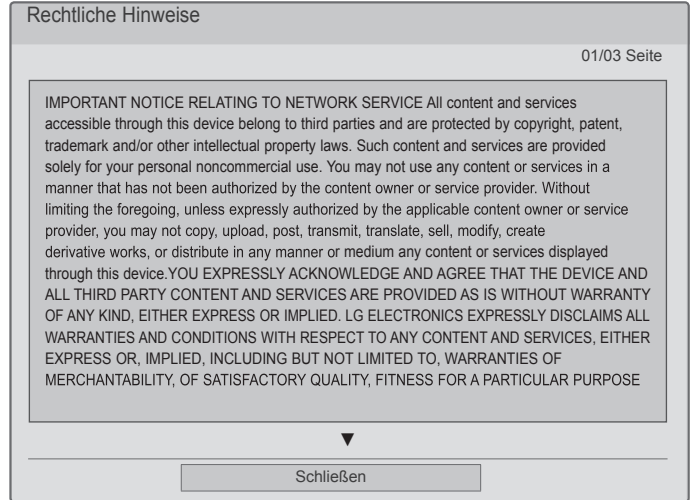 Rechtliche Hinweise
01/03 Seite
IMPORTANT NOTICE RELATING TO NETWORK SERVICE All content and services
accessible through this device belong to third parties and are protected by copyright, patent,
trademark and/or other intellectual property laws. Such content and services are provided
solely for your personal noncommercial use. You may not use any content or services in a
manner that has not been authorized by the content owner or service provider. Without
limiting the foregoing, unless expressly authorized by the applicable content owner or service
provider, you may not copy, upload, post, transmit, translate, sell, modify, create
derivative works, or distribute in any manner or medium any content or services displayed
through this device.YOU EXPRESSLY ACKNOWLEDGE AND AGREE THAT THE DEVICE AND
ALL THIRD PARTY CONTENT AND SERVICES ARE PROVIDED AS IS WITHOUT WARRANTY
OF ANY KIND, EITHER EXPRESS OR IMPLIED. LG ELECTRONICS EXPRESSLY DISCLAIMS ALL
WARRANTIES AND CONDITIONS WITH RESPECT TO ANY CONTENT AND SERVICES, EITHER
EXPRESS OR, IMPLIED, INCLUDING BUT NOT LIMITED TO, WARRANTIES OF
MERCHANTABILITY, OF SATISFACTORY QUALITY, FITNESS FOR A PARTICULAR PURPOSE
▼
Schließen